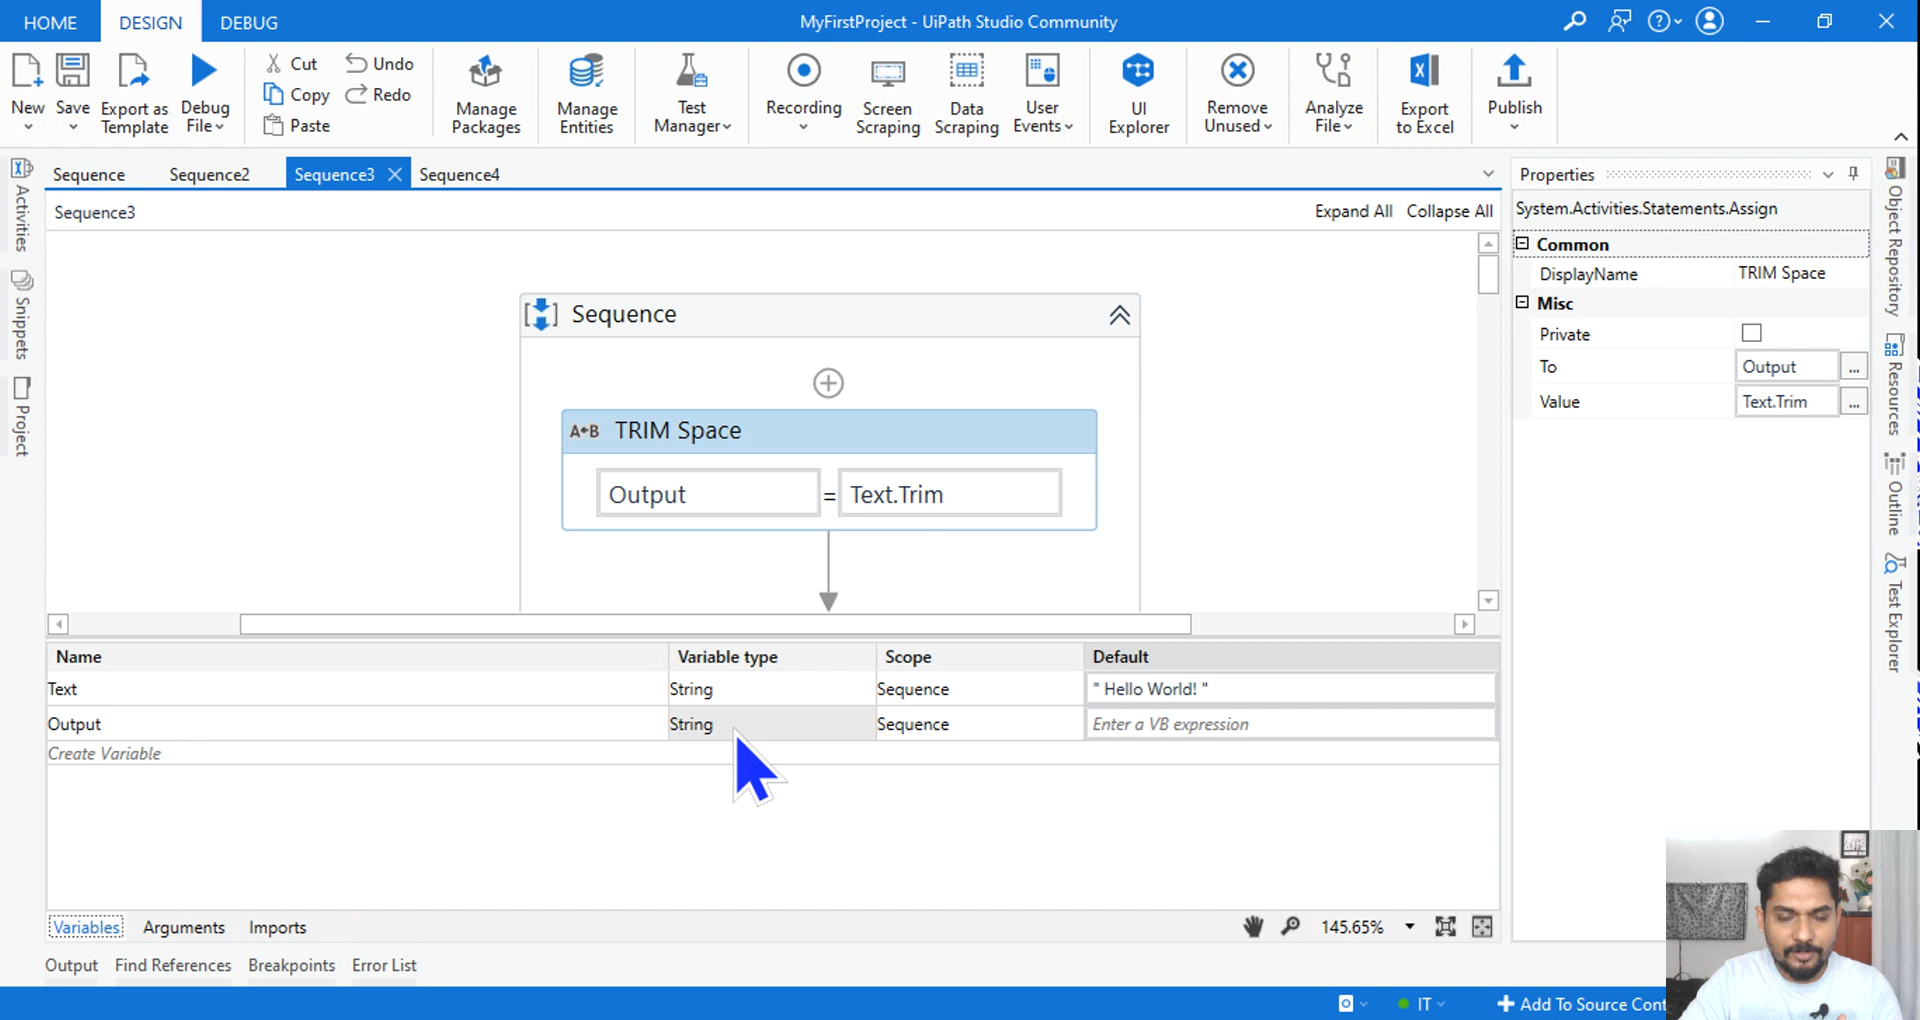 HOME DESIGN DEBUG MyFirstProject - UiPath Studio Community
New Save Export as Template Debug File Cut Copy Paste Undo Redo Manage Packages Manage Entities Test Manager Recording Screen Scraping Data Scraping User Events UI Explorer Remove Unused Analyze File Export to Excel Publish
Sequence Sequence2 Sequence3 Sequence4
Sequence3 Expand All Collapse All
Activities
Snippets
Project
Sequence
A B TRIM Space
Output = Text.Trim
Name Variable type Scope Default
Text String Sequence " Hello World! "
Output String Sequence Enter a VB expression
Create Variable
Variables Arguments Imports 145.65%
Output Find References Breakpoints Error List
Properties
System.Activities.Statements.Assign
Common
DisplayName TRIM Space
Misc
Private
To Output ...
Value Text.Trim ...
Object Repository
Resources
Outline
Test Explorer
IT Add To Source Cont